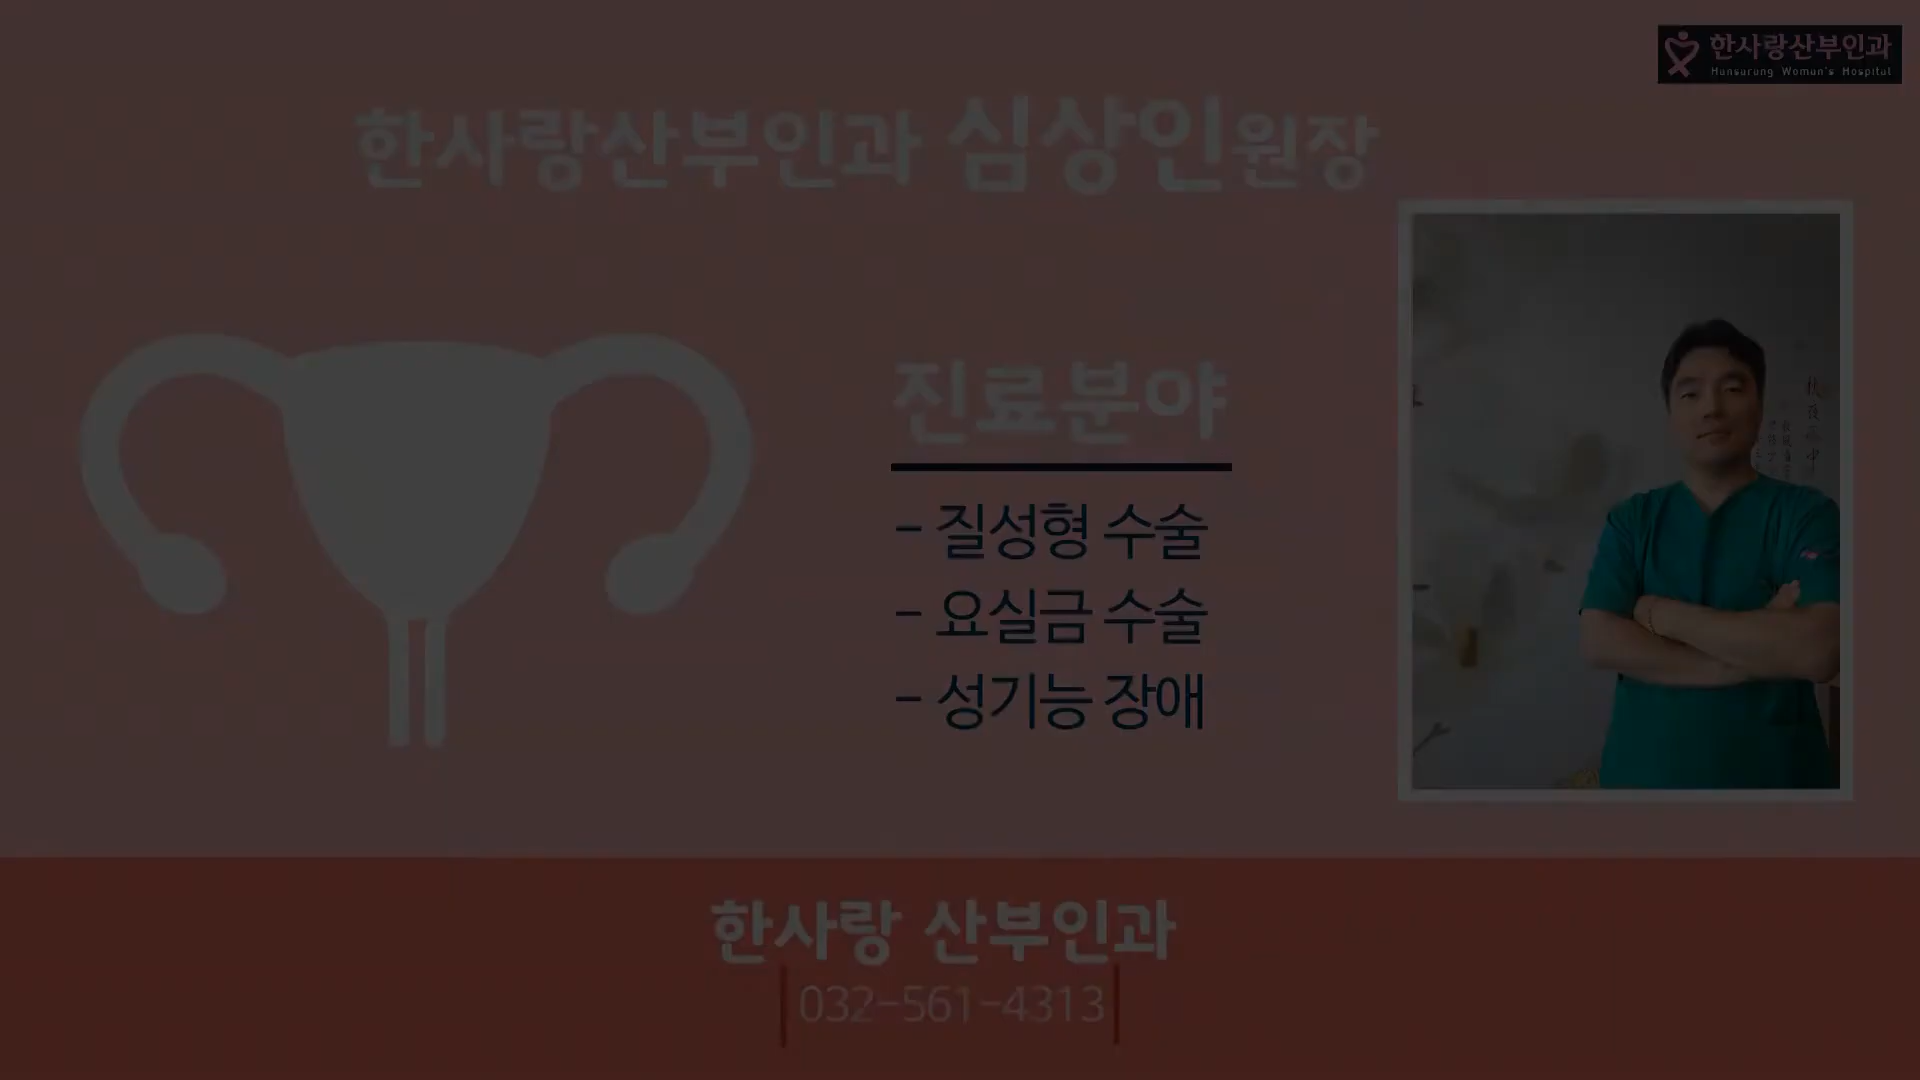 한사랑산부인과
Hansarang Woman's Hospital
한사랑산부인과 심상인원장
진료분야
- 질성형 수술
- 요실금 수술
- 성기능 장애
한사랑 산부인과
032-561-4313